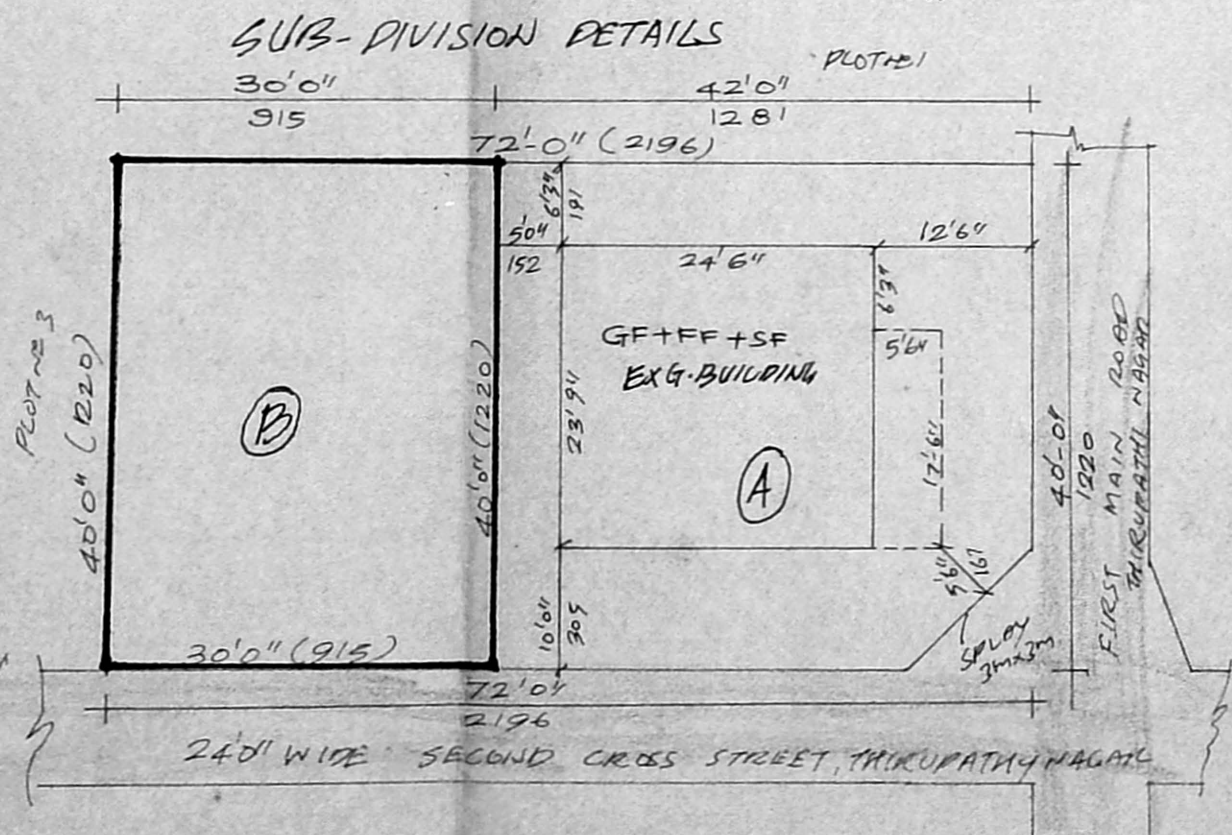 SUB-DIVISION DETAILS
PLOT No 1
30'0"
915
42'0"
1281
72'-0" (2196)
6'3"
191
5'0"
152
24'6"
12'6"
6'3"
5'6"
GF+FF+SF
EXG.BUILDING
PLOT No 3
40'0" (1220)
B
40'0" (1220)
23'9"
A
12'-6"
40'-0"
1220
FIRST MAIN ROAD
THIRUPATHI NAGAR
5'6"
167
10'0"
305
SPLAY
3mx3m
30'0" (915)
72'0"
2196
24'0" WIDE SECOND CROSS STREET, THIRUPATHY NAGAR